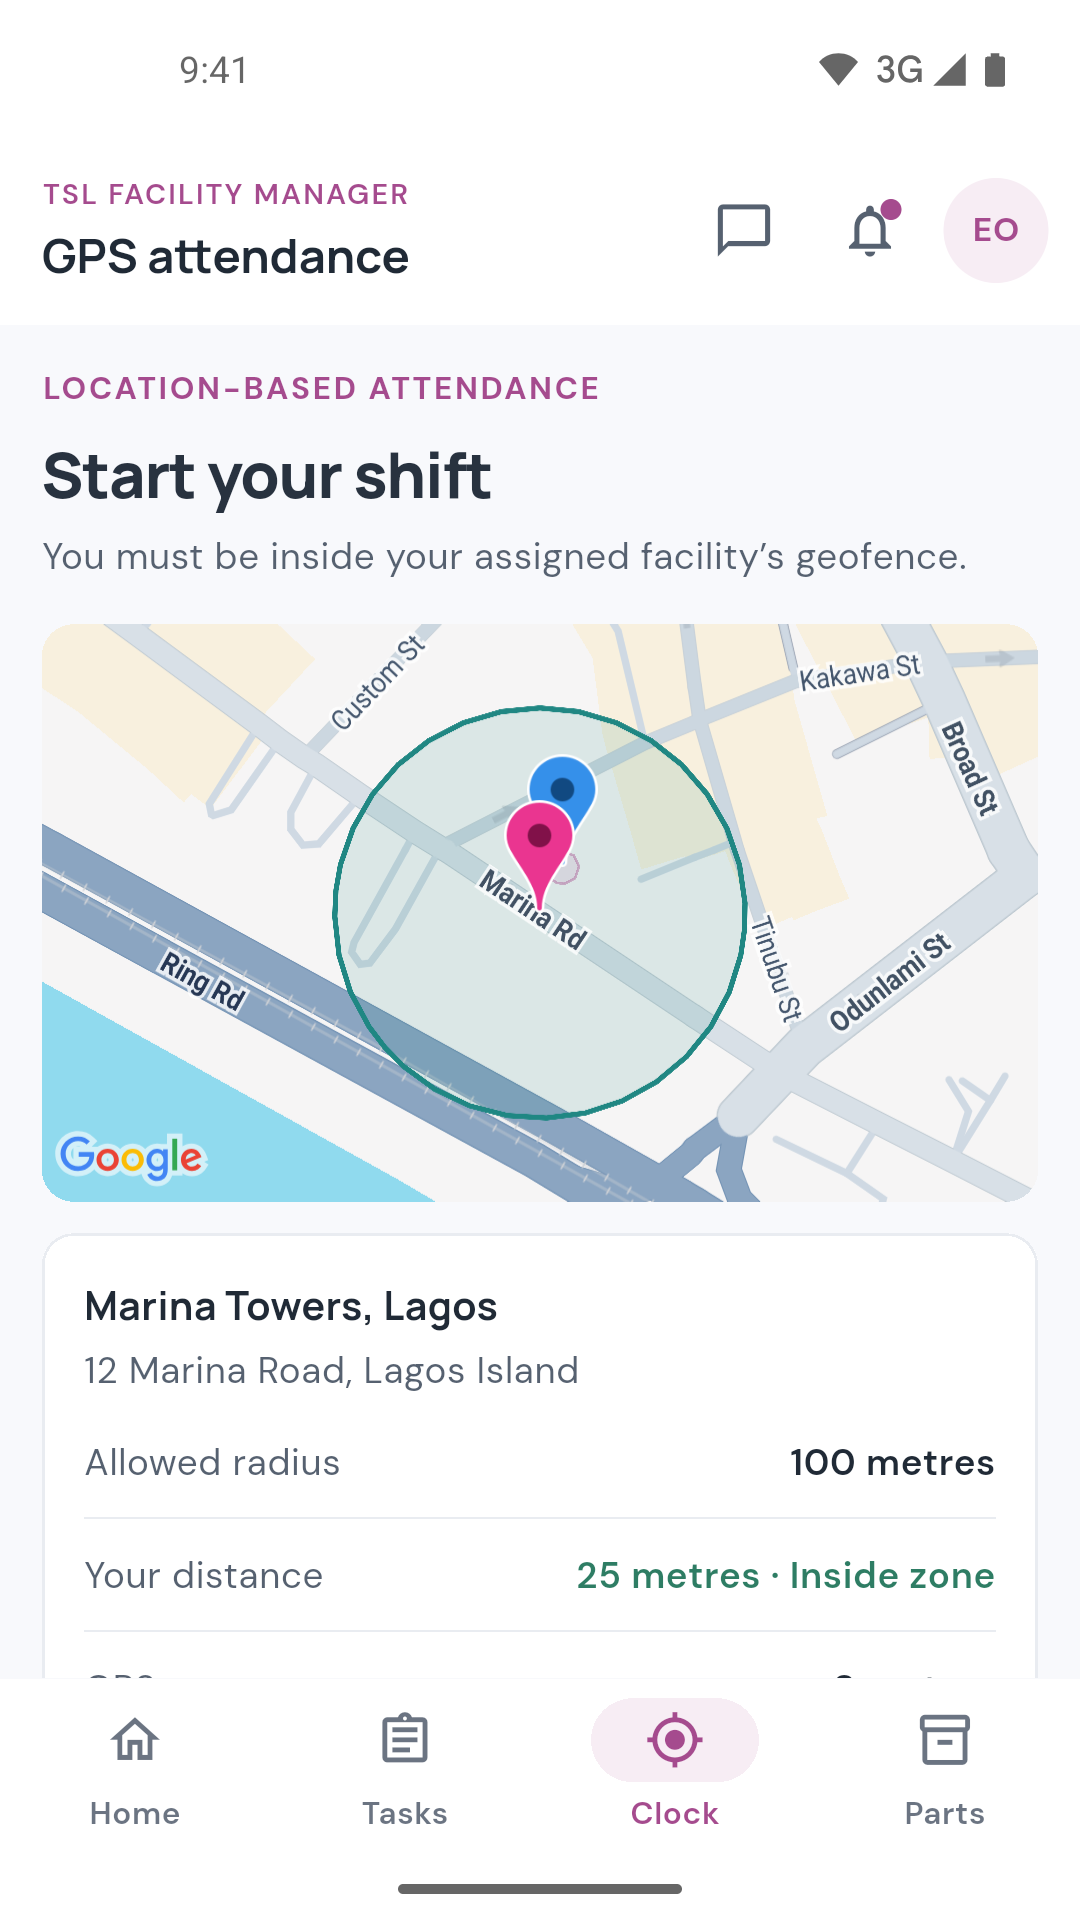 9:41
3G
TSL FACILITY MANAGER
GPS attendance
EO
LOCATION-BASED ATTENDANCE
Start your shift
You must be inside your assigned facility’s geofence.
Custom St
Kakawa St
Broad St
Marina Rd
Ring Rd
Tinubu St
Odunlami St
Google
Marina Towers, Lagos
12 Marina Road, Lagos Island
Allowed radius 100 metres
Your distance 25 metres · Inside zone
Home Tasks Clock Parts